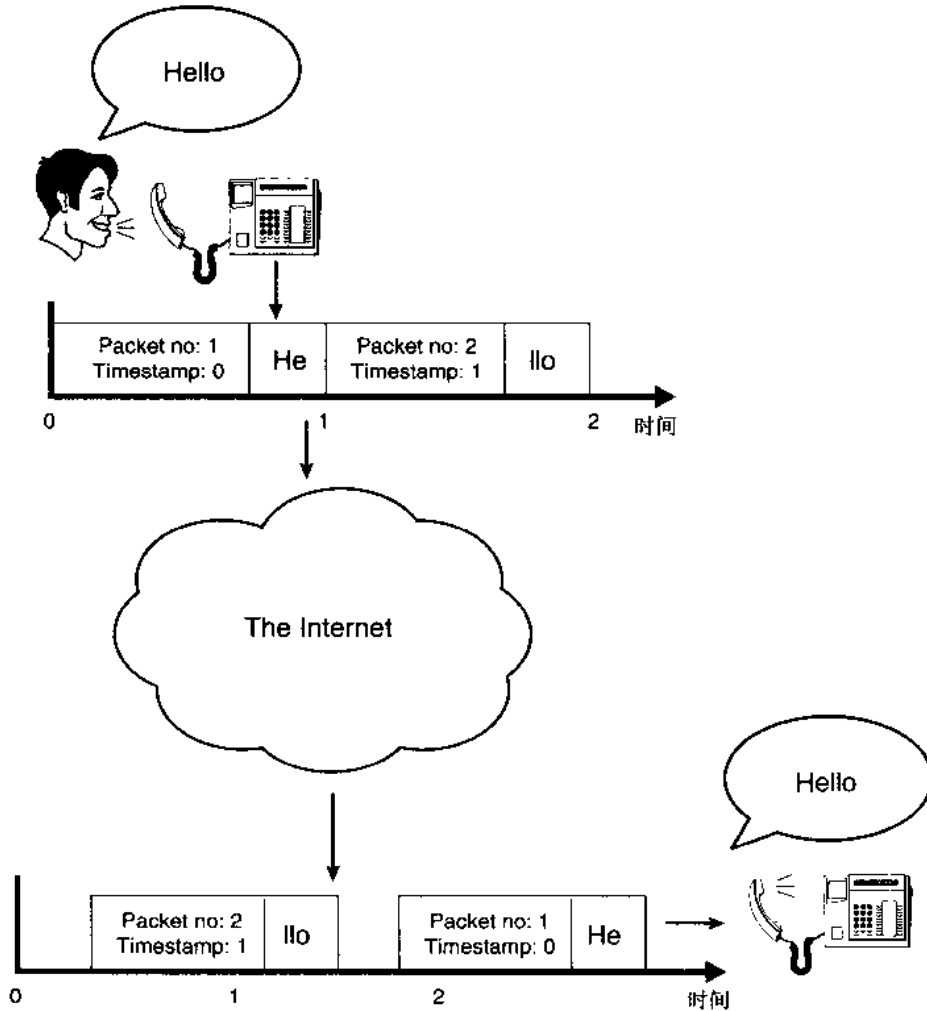 Hello
Packet no: 1
Timestamp: 0
He
Packet no: 2
Timestamp: 1
llo
0
1
2
时间
The Internet
Hello
Packet no: 2
Timestamp: 1
llo
Packet no: 1
Timestamp: 0
He
0
1
2
时间